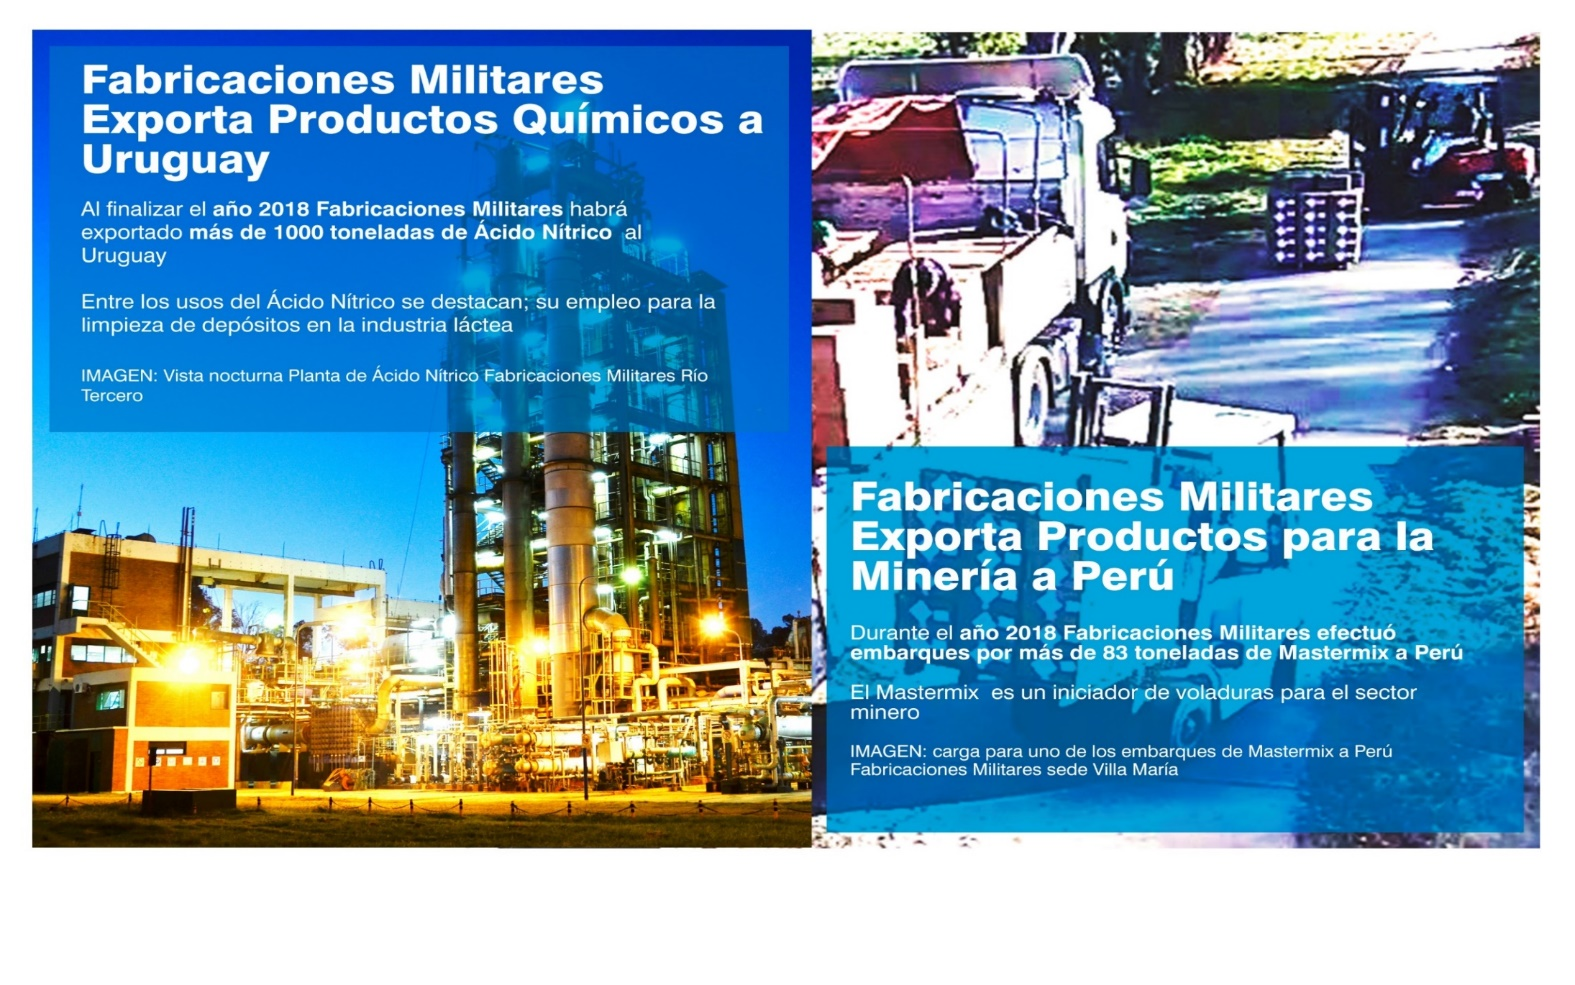 Fabricaciones Militares
Exporta Productos Químicos a
Uruguay
Al finalizar el año 2018 Fabricaciones Militares habrá
exportado más de 1000 toneladas de Ácido Nítrico al
Uruguay
Entre los usos del Ácido Nítrico se destacan; su empleo para la
limpieza de depósitos en la industria láctea
IMAGEN: Vista nocturna Planta de Ácido Nítrico Fabricaciones Militares Río
Tercero
Fabricaciones Militares
Exporta Productos para la
Minería a Perú
Durante el año 2018 Fabricaciones Militares efectuó
embarques por más de 83 toneladas de Mastermix a Perú
El Mastermix es un iniciador de voladuras para el sector
minero
IMAGEN: carga para uno de los embarques de Mastermix a Perú
Fabricaciones Militares sede Villa María